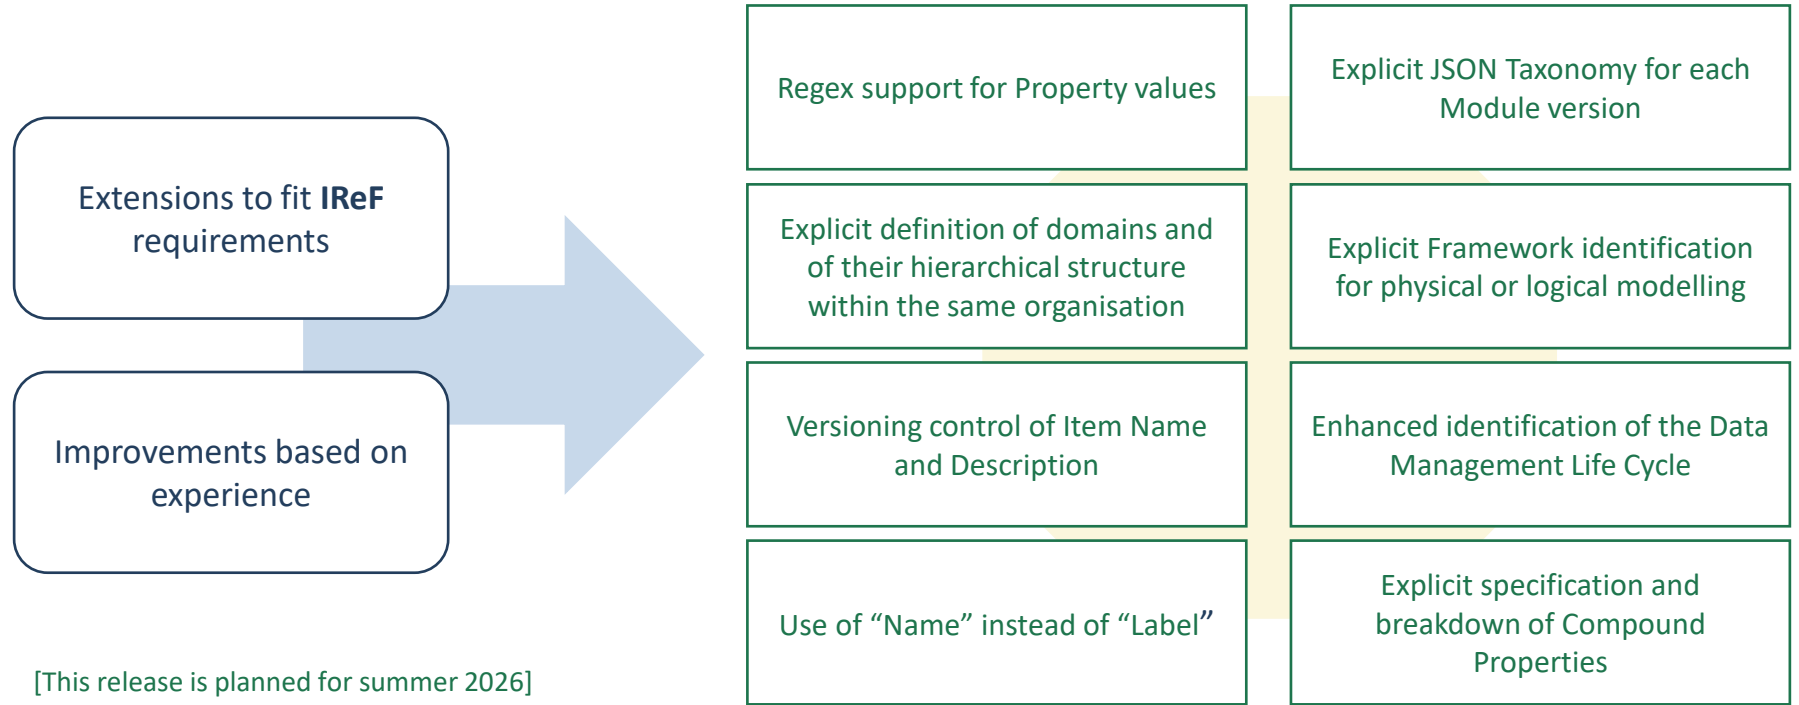 Extensions to fit IReF
requirements
Improvements based on
experience
[This release is planned for summer 2026]
Regex support for Property values
Explicit JSON Taxonomy for each
Module version
Explicit definition of domains and
of their hierarchical structure
within the same organisation
Explicit Framework identification
for physical or logical modelling
Versioning control of Item Name
and Description
Enhanced identification of the Data
Management Life Cycle
Use of “Name” instead of “Label”
Explicit specification and
breakdown of Compound
Properties